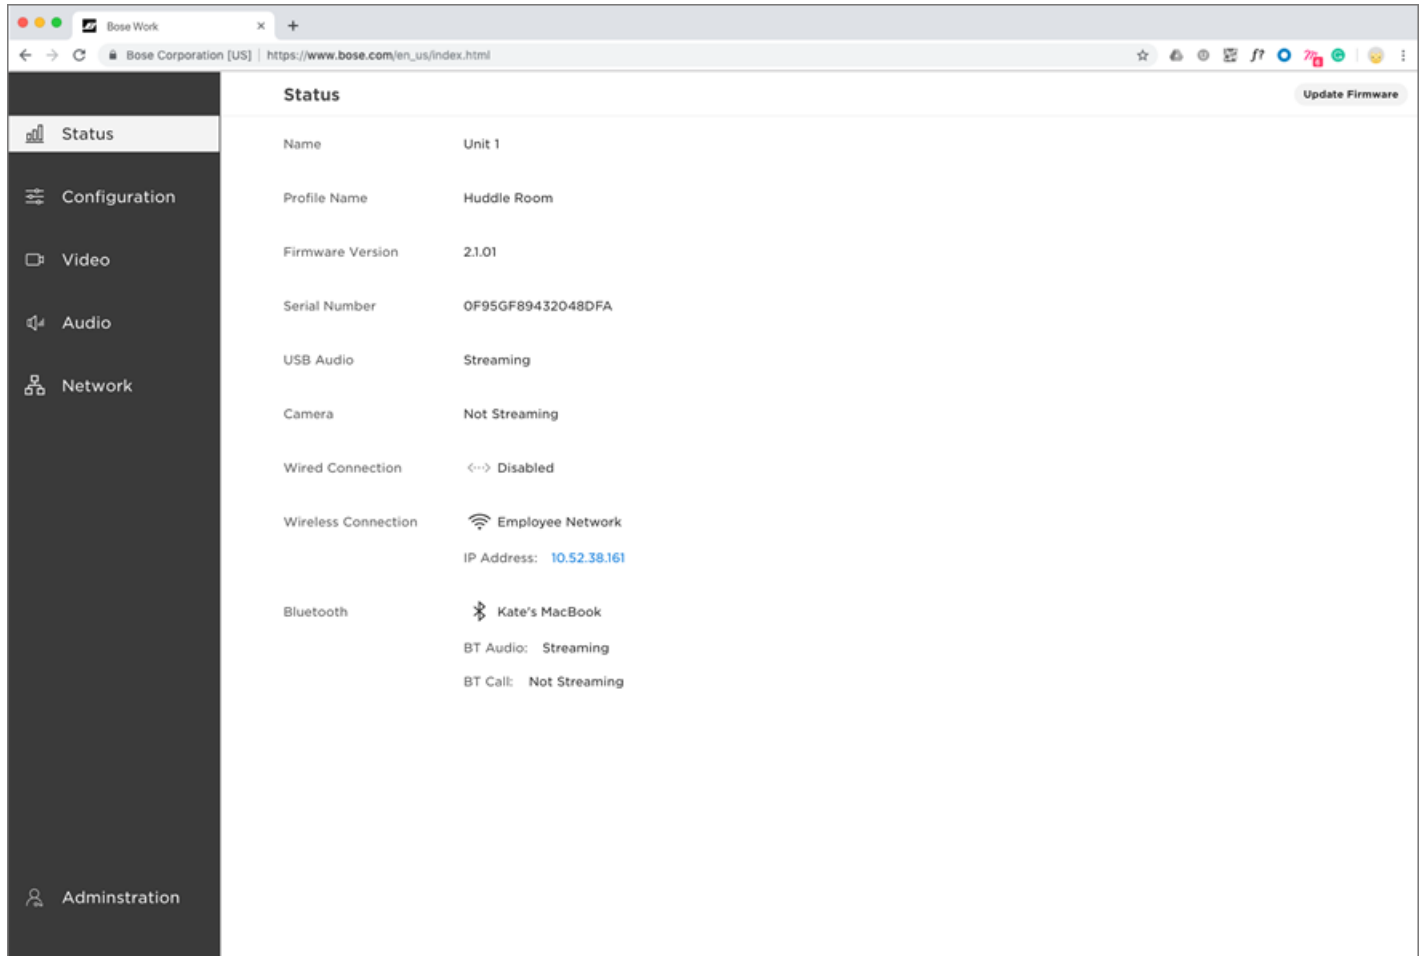 Bose Work
Bose Corporation [US] | https://www.bose.com/en_us/index.html
f?
Status
Update Firmware
Status
Configuration
Video
Audio
Network
Adminstration
Name Unit 1
Profile Name Huddle Room
Firmware Version 2.1.01
Serial Number 0F95GF89432048DFA
USB Audio Streaming
Camera Not Streaming
Wired Connection Disabled
Wireless Connection Employee Network
IP Address: 10.52.38.161
Bluetooth Kate's MacBook
BT Audio: Streaming
BT Call: Not Streaming